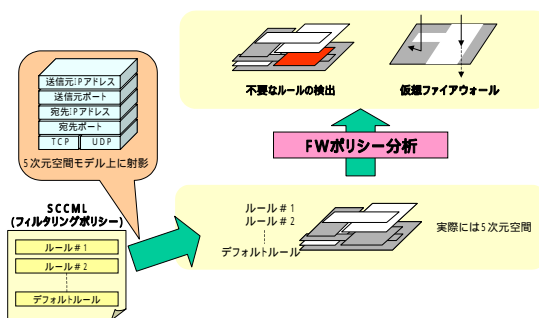 不要なルールの検出
仮想ファイアウォール
送信元IPアドレス
送信元ポート
宛先IPアドレス
宛先ポート
TCP
UDP
5次元空間モデル上に射影
FWポリシー分析
SCCML
(フィルタリングポリシー)
ルール#1
ルール#2
デフォルトルール
ルール#1
ルール#2
デフォルトルール
実際には5次元空間